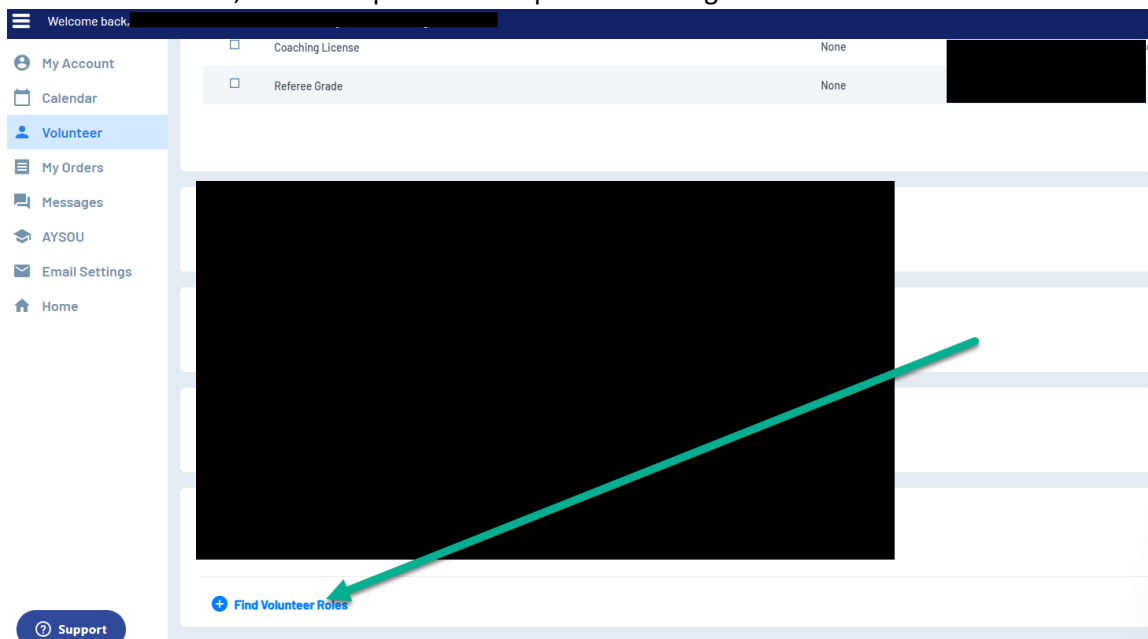 Welcome back,
My Account
Calendar
Volunteer
My Orders
Messages
AYSOU
Email Settings
Home
Support
Coaching License None
Referee Grade None
Find Volunteer Roles